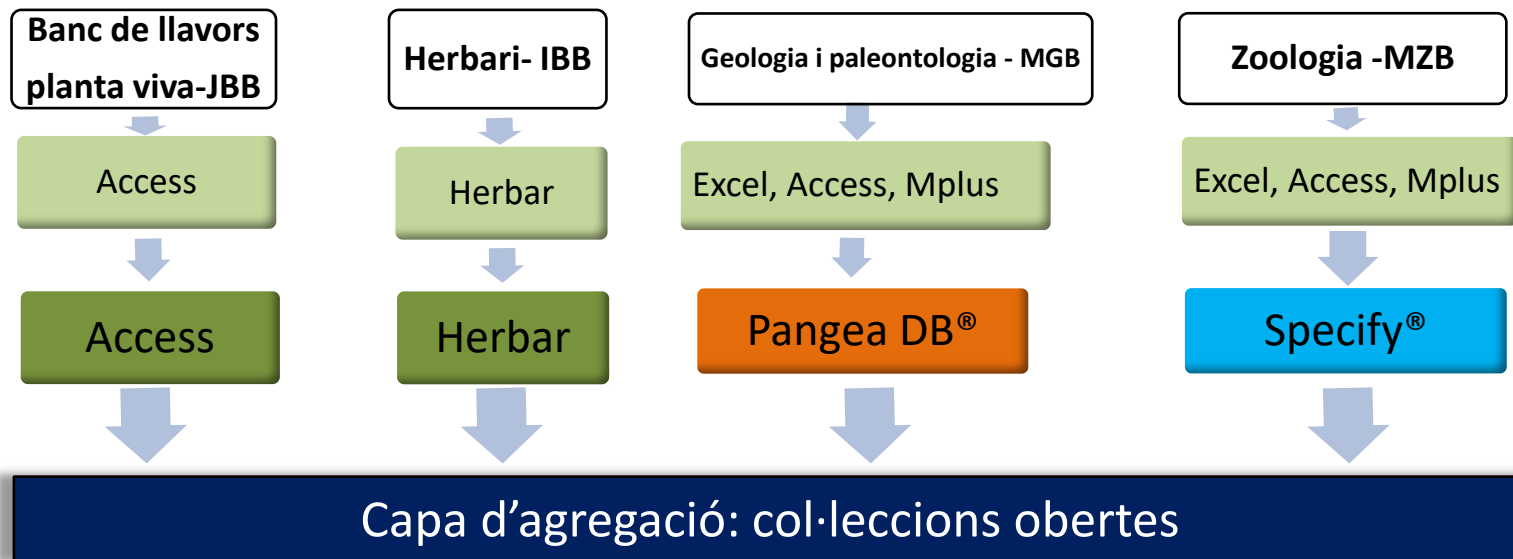 Banc de llavors
planta viva-JBB
Herbari- IBB
Geologia i paleontologia - MGB
Zoologia -MZB
Access
Herbar
Excel, Access, Mplus
Excel, Access, Mplus
Access
Herbar
Pangea DB®
Specify®
Capa d’agregació: col·leccions obertes